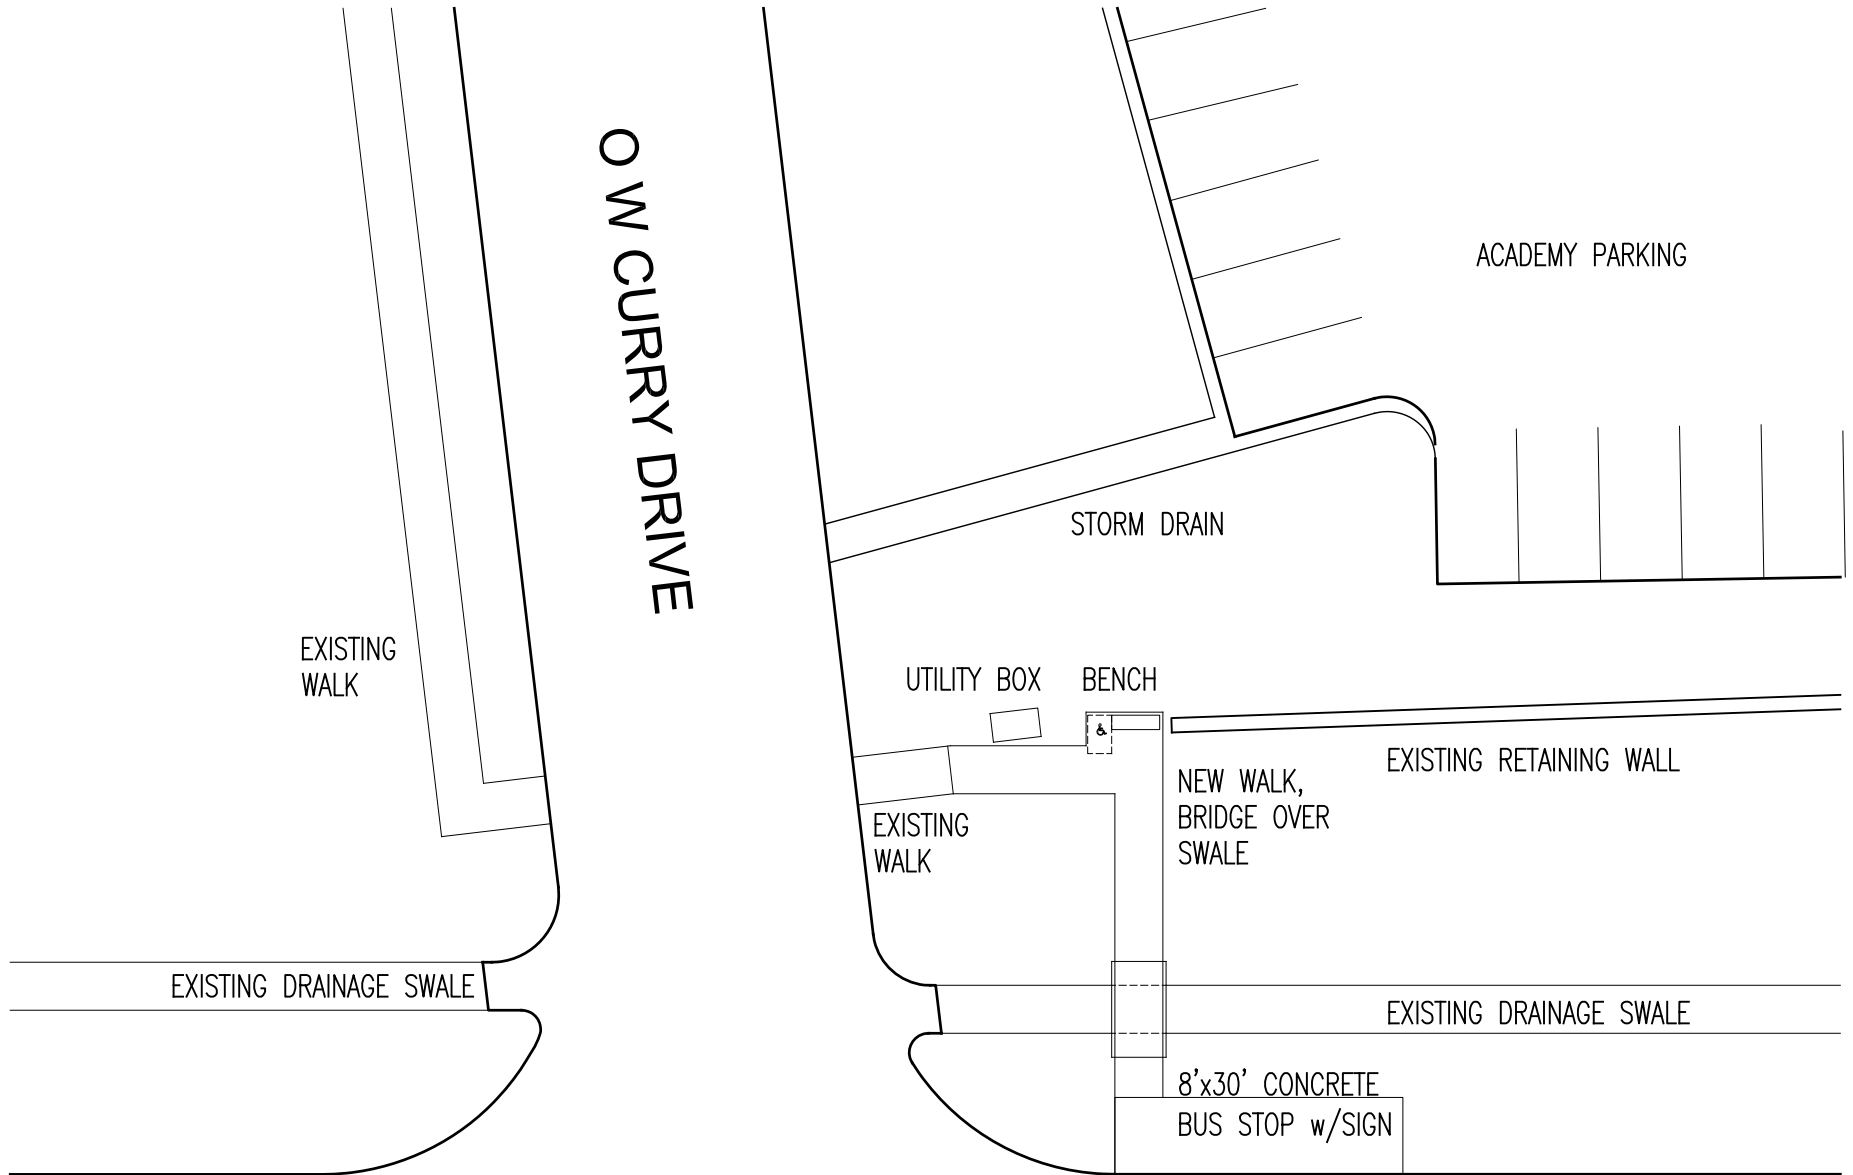 O W CURRY DRIVE
ACADEMY PARKING
STORM DRAIN
EXISTING
WALK
UTILITY BOX
BENCH
EXISTING RETAINING WALL
NEW WALK,
BRIDGE OVER
SWALE
EXISTING
WALK
EXISTING DRAINAGE SWALE
EXISTING DRAINAGE SWALE
8'x30' CONCRETE
BUS STOP w/SIGN